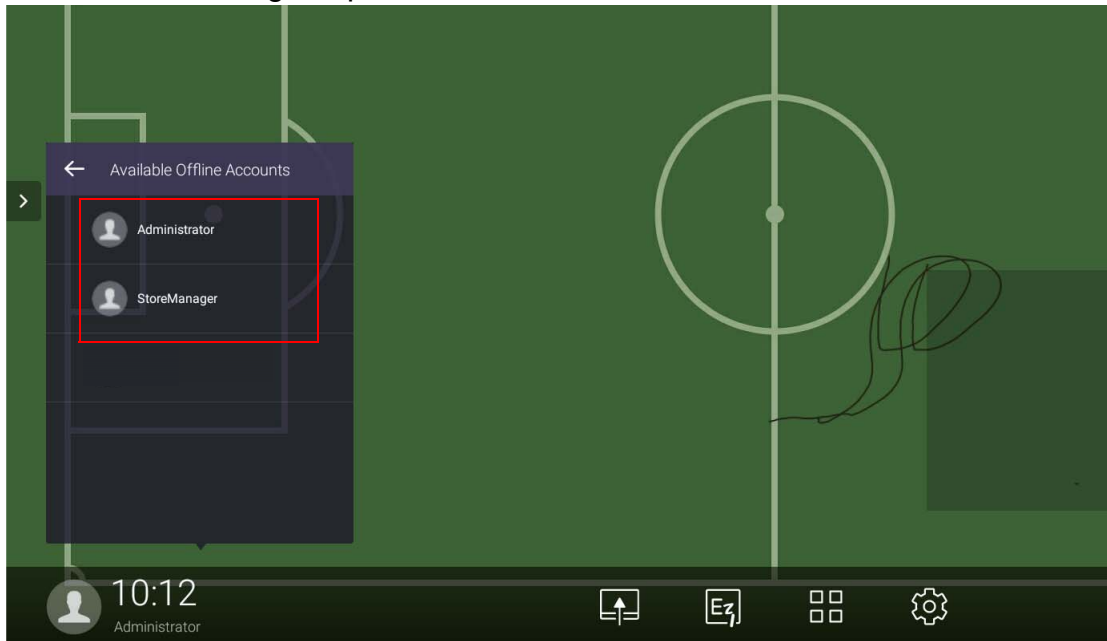 Available Offline Accounts
Administrator
StoreManager
10:12
Administrator